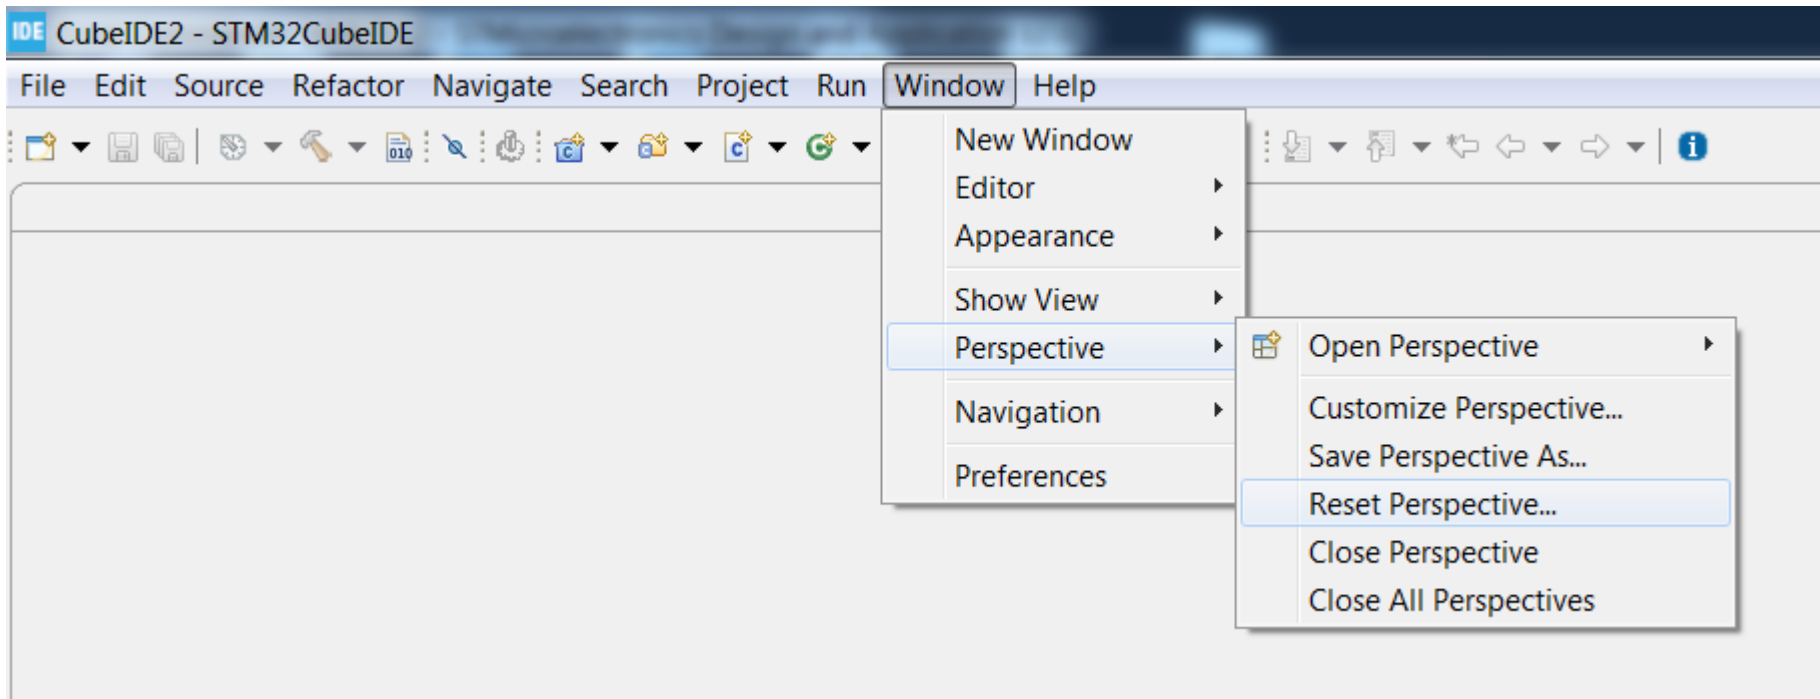 IDE CubeIDE2 - STM32CubeIDE
File Edit Source Refactor Navigate Search Project Run Window Help
010
C C C C
i
New Window
Editor
Appearance
Show View
Perspective
Navigation
Preferences
Open Perspective
Customize Perspective...
Save Perspective As...
Reset Perspective...
Close Perspective
Close All Perspectives